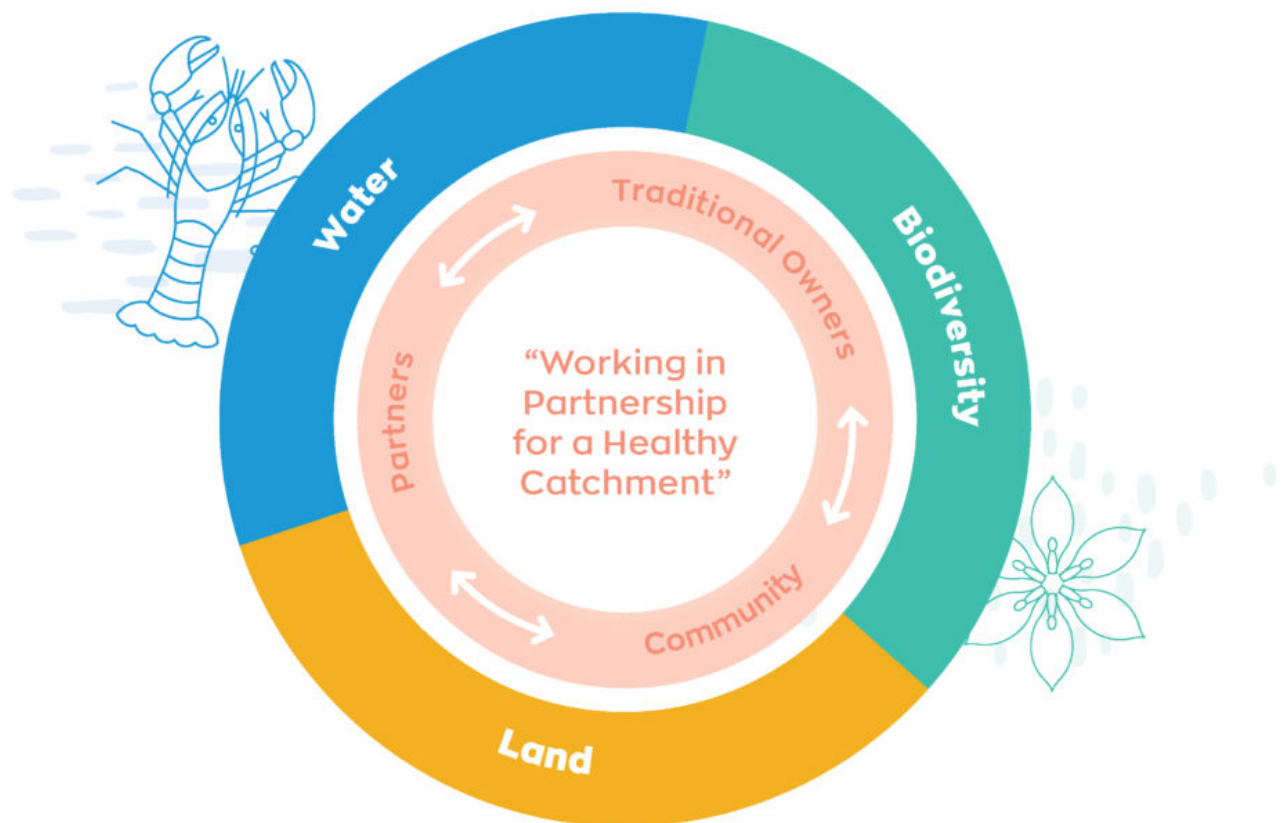 Water
Biodiversity
Land
Traditional Owners
Community
Partners
“Working in
Partnership
for a Healthy
Catchment”